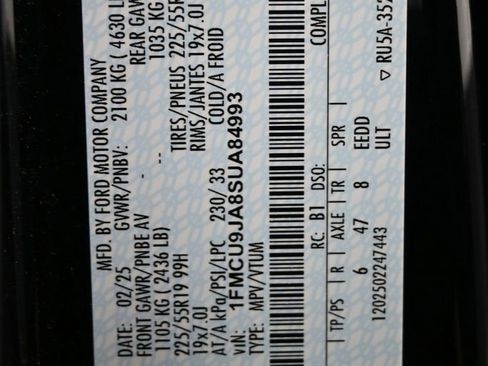 MFD. BY FORD MOTOR COMPANY
DATE: 02/25 GVWR/PNBV: 2100 KG ( 4630 L
FRONT GAWR/PNBE AV REAR GAW
1105 KG ( 2436 LB) 1035 KG
225/55R19 99H TIRES/PNEUS 225/55R
19x7.0J RIMS/JANTES 19x7.0J
AT/A kPa/PSI/LPC 230/ 33 COLD/A FROID
VIN: 1FMCU9JA8SUA84993
TYPE: MPV/VTUM
COMPL
RC: B1 DSO:
TP/PS R AXLE TR SPR
6 47 8 EEDD
1202502247443 ULT
▽ RU5A-352